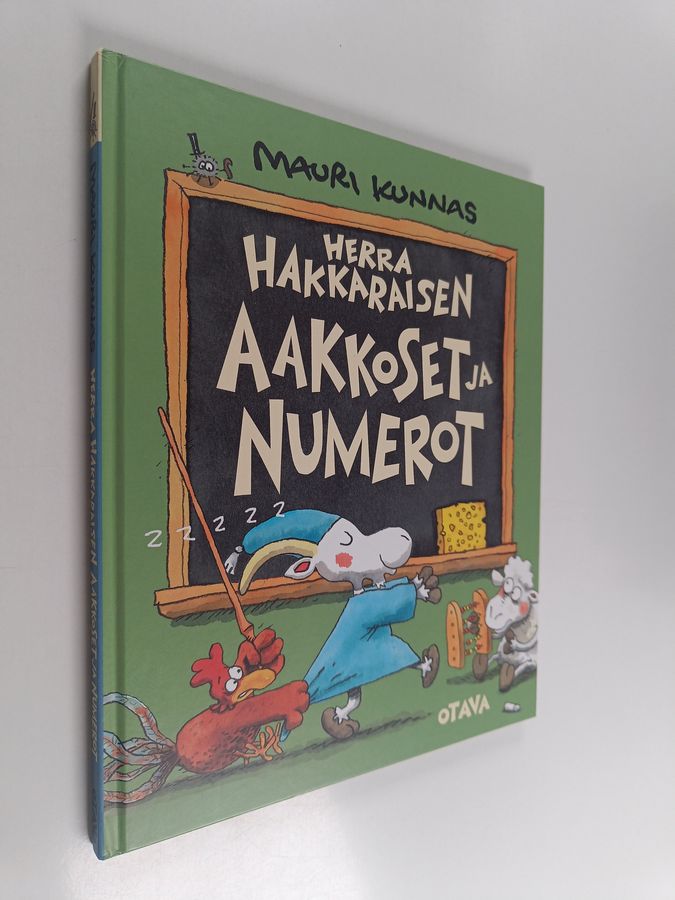 MAURI KUNNAS
HERRA
HAKKARAISEN
AAKKOSET JA
NUMEROT
Z Z Z Z Z
OTAVA
MAURI KUNNAS HERRA HAKKARAISEN AAKKOSET JA NUMEROT